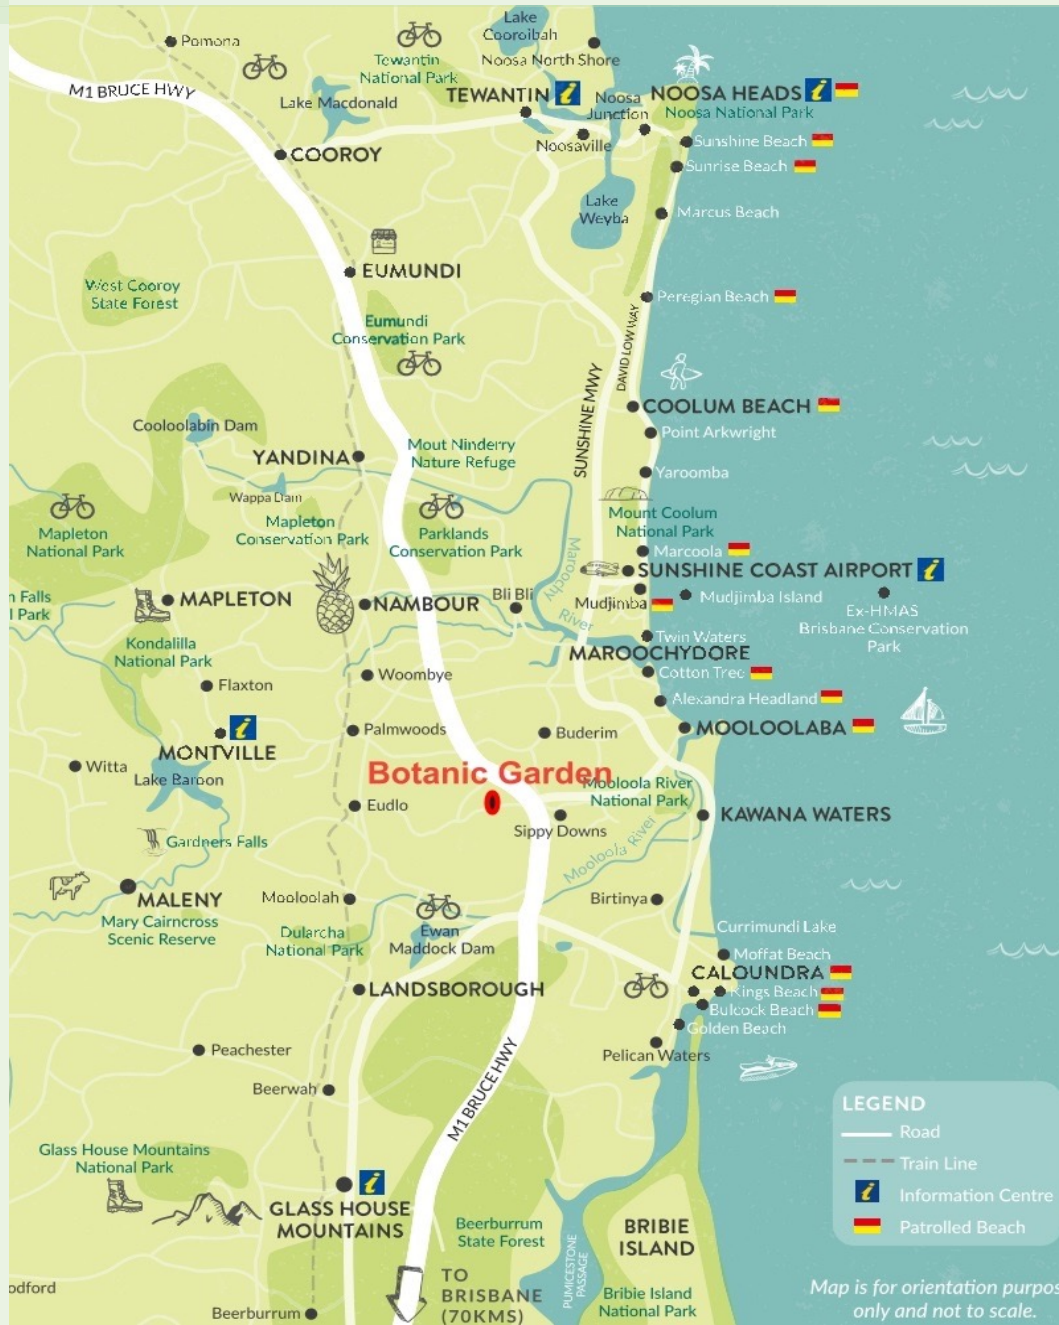 Pomona
Lake
Cooroibah
Noosa North Shore
Tewantin
National Park
M1 BRUCE HWY
Lake Macdonald
TEWANTIN
Noosa
Junction
NOOSA HEADS
Noosa National Park
COOROY
Noosaville
Sunshine Beach
Sunrise Beach
Lake
Weyba
Marcus Beach
EUMUNDI
West Cooroy
State Forest
Peregian Beach
Eumundi
Conservation Park
DAVID LOW WAY
SUNSHINE MWY
COOLUM BEACH
Cooloolabin Dam
Point Arkwright
YANDINA
Mout Ninderry
Nature Refuge
Yaroomba
Wappa Dam
Mapleton
National Park
Mapleton
Conservation Park
Parklands
Conservation Park
Mount Coolum
National Park
Maroochy
River
Marcoola
SUNSHINE COAST AIRPORT
n Falls
l Park
MAPLETON
NAMBOUR
Bli Bli
Mudjimba
Mudjimba Island
Ex-HMAS
Brisbane Conservation
Park
Kondalilla
National Park
Twin Waters
MAROOCHYDORE
Flaxton
Woombye
Cotton Tree
Alexandra Headland
MONTVILLE
Palmwoods
Buderim
MOOLOOLABA
Witta
Lake Baroon
Botanic Garden
Mooloola River
National Park
Eudlo
Sippy Downs
KAWANA WATERS
Gardners Falls
Mooloola River
MALENY
Mary Cairncross
Scenic Reserve
Mooloolah
Birtinya
Dularcha
National Park
Ewan
Maddock Dam
Currimundi Lake
Moffat Beach
CALOUNDRA
LANDSBOROUGH
Kings Beach
Bulcock Beach
Golden Beach
Peachester
Pelican Waters
Beerwah
M1 BRUCE HWY
LEGEND
Road
Train Line
Information Centre
Patrolled Beach
Glass House Mountains
National Park
GLASS HOUSE
MOUNTAINS
Beerburrum
State Forest
BRIBIE
ISLAND
PUMICESTONE
PASSAGE
Bribie Island
National Park
TO
BRISBANE
(70KMS)
odford
Beerburrum
Map is for orientation purpos
only and not to scale.